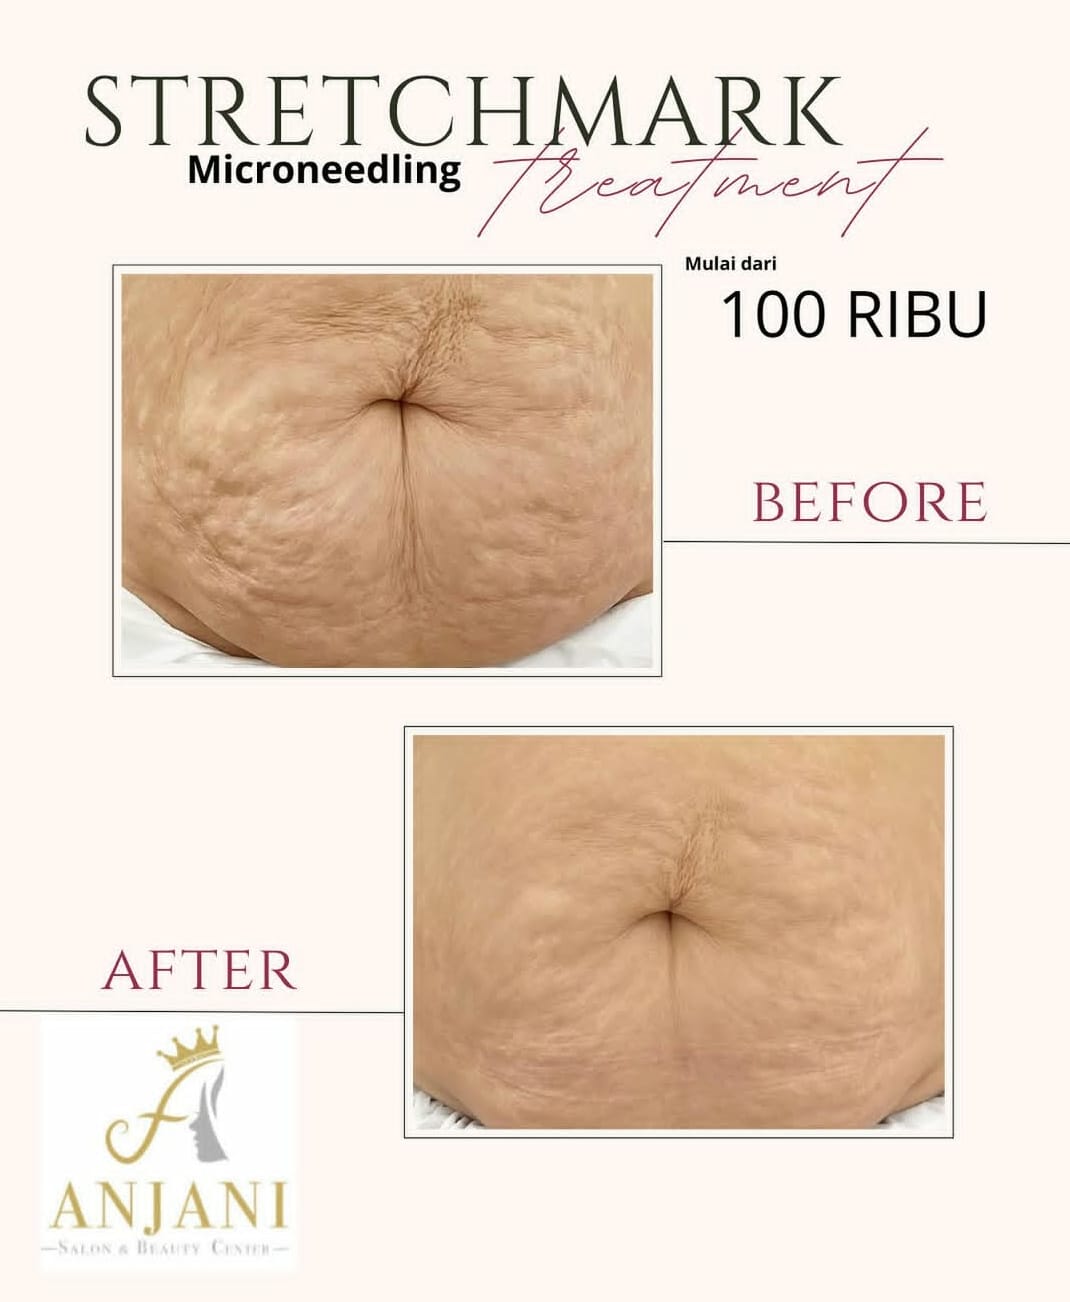 STRETCHMARK
Microneedling treatment
Mulai dari
100 RIBU
BEFORE
AFTER
ANJANI
SALON & BEAUTY CENTER